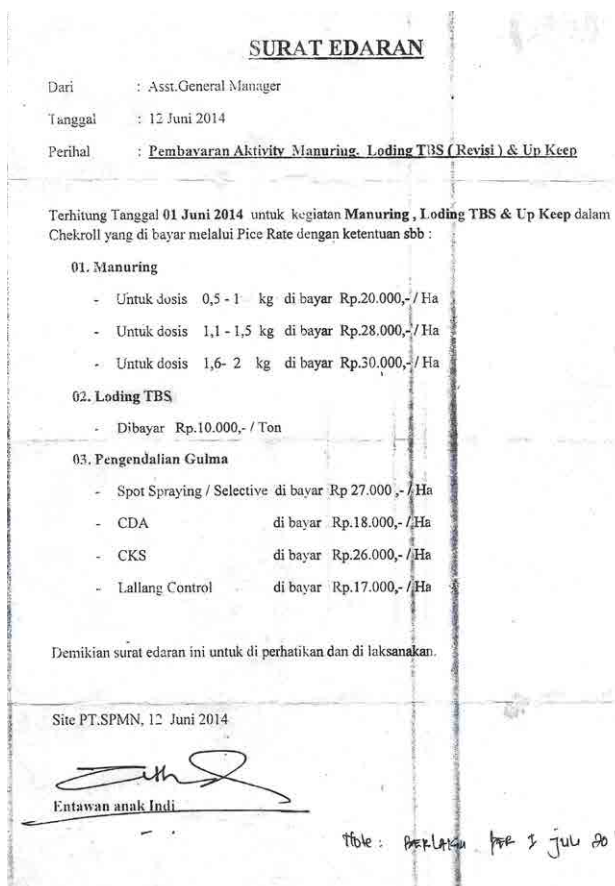 SURAT EDARAN
Dari : Asst.General Manager
Tanggal : 12 Juni 2014
Perihal : Pembayaran Aktivity Manuring, Loding TBS ( Revisi ) & Up Keep
Terhitung Tanggal 01 Juni 2014 untuk kegiatan Manuring , Loding TBS & Up Keep dalam
Chekroll yang di bayar melalui Pice Rate dengan ketentuan sbb :
01. Manuring
- Untuk dosis 0,5 - 1 kg di bayar Rp.20.000,- / Ha
- Untuk dosis 1,1 - 1,5 kg di bayar Rp.28.000,- / Ha
- Untuk dosis 1,6- 2 kg di bayar Rp.30.000,- / Ha
02. Loding TBS
- Dibayar Rp.10.000,- / Ton
03. Pengendalian Gulma
- Spot Spraying / Selective di bayar Rp 27.000 ,- / Ha
- CDA di bayar Rp.18.000,- / Ha
- CKS di bayar Rp.26.000,- / Ha
- Lallang Control di bayar Rp.17.000,- / Ha
Demikian surat edaran ini untuk di perhatikan dan di laksanakan.
Site PT.SPMN, 12 Juni 2014
Entawan anak Indi
BERLAKU PER 1 JULI 20